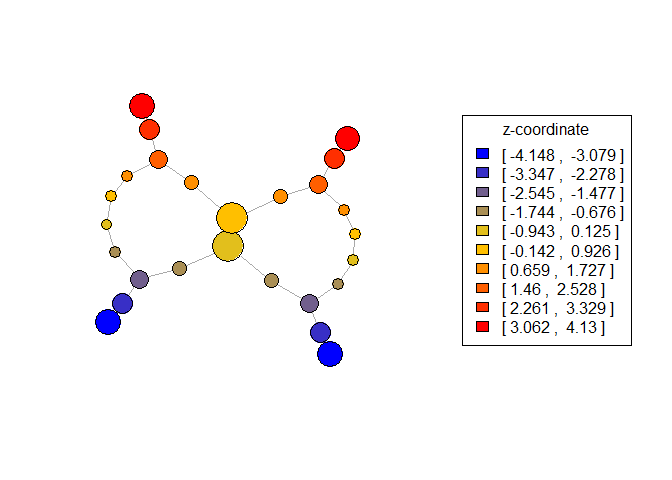 z-coordinate
[ -4.148 ,  -3.079 ]
[ -3.347 ,  -2.278 ]
[ -2.545 ,  -1.477 ]
[ -1.744 ,  -0.676 ]
[ -0.943 ,  0.125 ]
[ -0.142 ,  0.926 ]
[ 0.659 ,  1.727 ]
[ 1.46 ,  2.528 ]
[ 2.261 ,  3.329 ]
[ 3.062 ,  4.13 ]